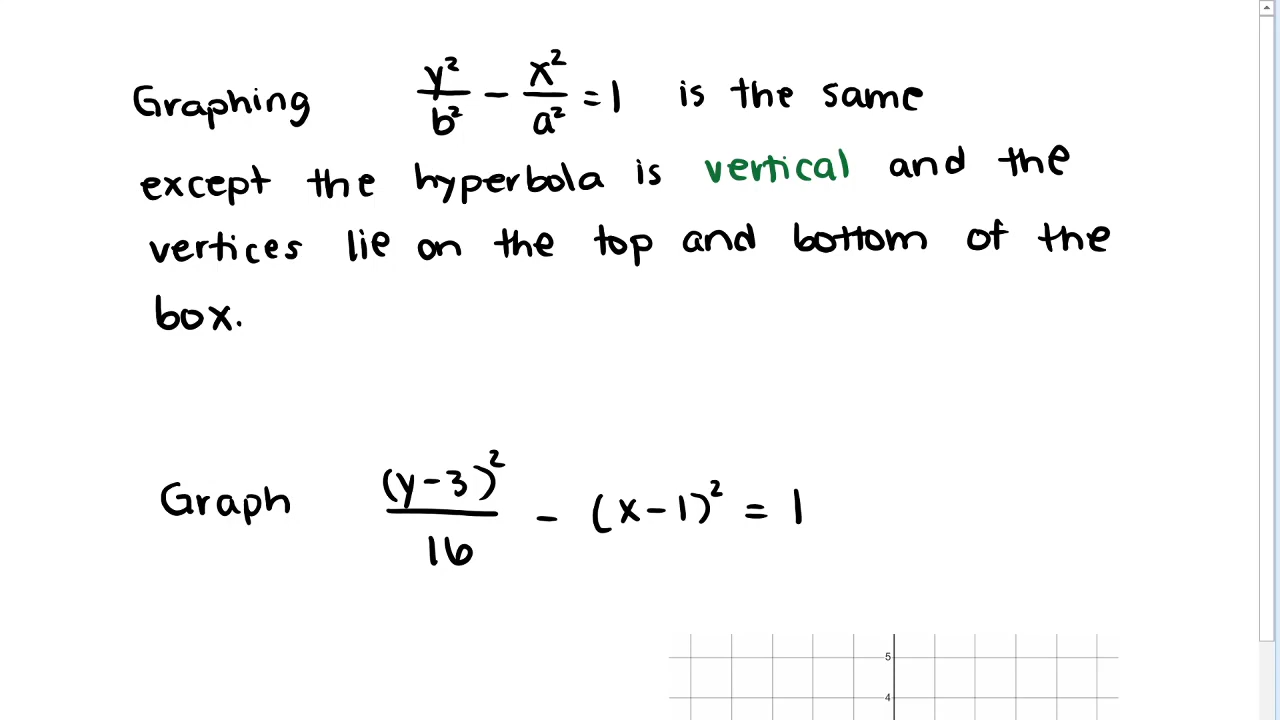 Graphing y²/b² - x²/a² = 1 is the same
except the hyperbola is vertical and the
vertices lie on the top and bottom of the
box.
Graph (y-3)²/16 - (x-1)² = 1
5
4